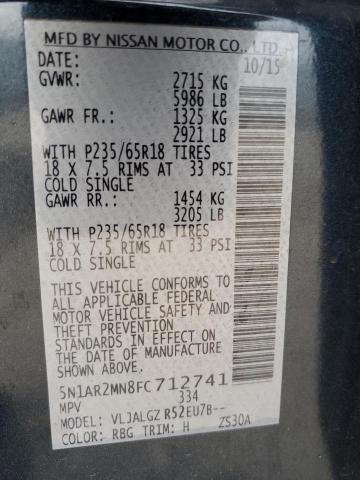 MFD BY NISSAN MOTOR CO., LTD.
DATE: 10/15
GVWR: 2715 KG
5986 LB
GAWR FR.: 1325 KG
2921 LB
WITH P235/65R18 TIRES
18 X 7.5 RIMS AT 33 PSI
COLD SINGLE
GAWR RR.: 1454 KG
3205 LB
WITH P235/65R18 TIRES
18 X 7.5 RIMS AT 33 PSI
COLD SINGLE
THIS VEHICLE CONFORMS TO
ALL APPLICABLE FEDERAL
MOTOR VEHICLE SAFETY AND
THEFT PREVENTION
STANDARDS IN EFFECT ON THE
DATE OF MANUFACTURE
SHOWN ABOVE.
5N1AR2MN8FC712741
MPV 334
MODEL: VLJALGZ R52EU7B--
COLOR: RBG TRIM: H ZS30A